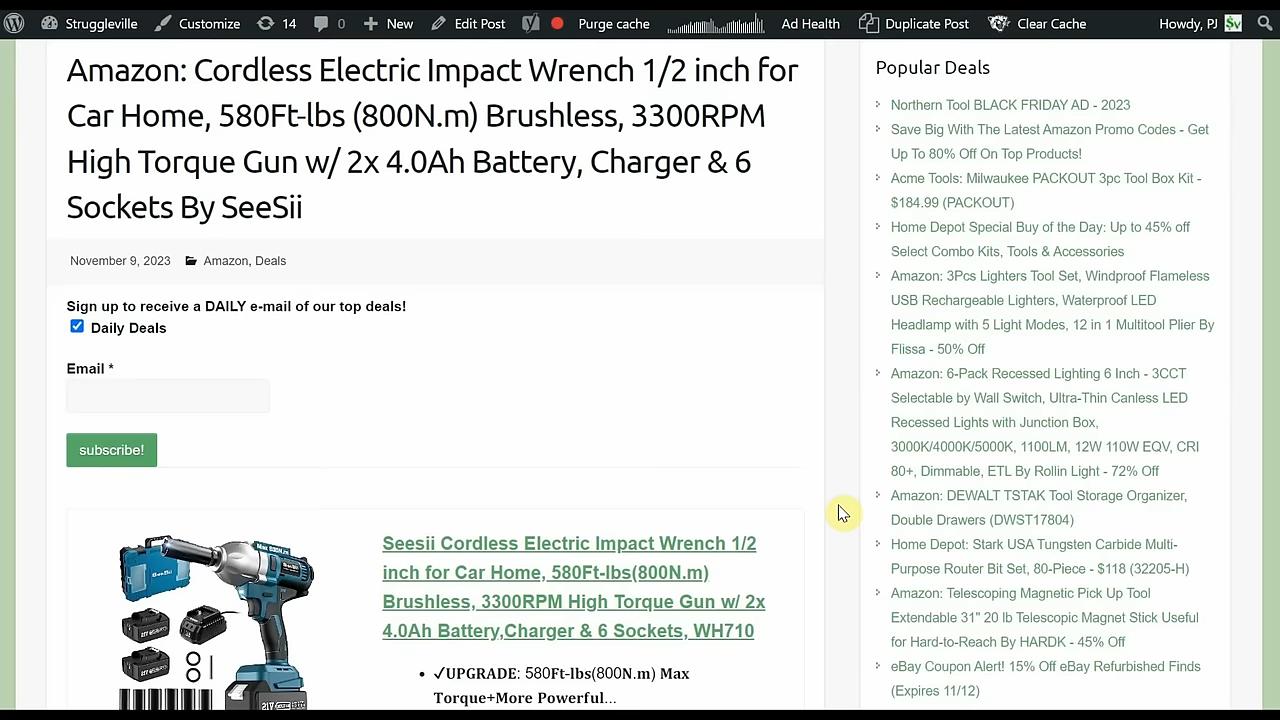 Struggleville Customize 14 0 New Edit Post Purge cache Ad Health Duplicate Post Clear Cache Howdy, PJ
Amazon: Cordless Electric Impact Wrench 1/2 inch for
Car Home, 580Ft-lbs (800N.m) Brushless, 3300RPM
High Torque Gun w/ 2x 4.0Ah Battery, Charger & 6
Sockets By SeeSii
November 9, 2023 Amazon, Deals
Sign up to receive a DAILY e-mail of our top deals!
Daily Deals
Email *
subscribe!
Seesii Cordless Electric Impact Wrench 1/2
inch for Car Home, 580Ft-lbs(800N.m)
Brushless, 3300RPM High Torque Gun w/ 2x
4.0Ah Battery,Charger & 6 Sockets, WH710
✓UPGRADE: 580Ft-lbs(800N.m) Max
Torque+More Powerful...
SeeSii
21V
Popular Deals
Northern Tool BLACK FRIDAY AD - 2023
Save Big With The Latest Amazon Promo Codes - Get
Up To 80% Off On Top Products!
Acme Tools: Milwaukee PACKOUT 3pc Tool Box Kit -
$184.99 (PACKOUT)
Home Depot Special Buy of the Day: Up to 45% off
Select Combo Kits, Tools & Accessories
Amazon: 3Pcs Lighters Tool Set, Windproof Flameless
USB Rechargeable Lighters, Waterproof LED
Headlamp with 5 Light Modes, 12 in 1 Multitool Plier By
Flissa - 50% Off
Amazon: 6-Pack Recessed Lighting 6 Inch - 3CCT
Selectable by Wall Switch, Ultra-Thin Canless LED
Recessed Lights with Junction Box,
3000K/4000K/5000K, 1100LM, 12W 110W EQV, CRI
80+, Dimmable, ETL By Rollin Light - 72% Off
Amazon: DEWALT TSTAK Tool Storage Organizer,
Double Drawers (DWST17804)
Home Depot: Stark USA Tungsten Carbide Multi-
Purpose Router Bit Set, 80-Piece - $118 (32205-H)
Amazon: Telescoping Magnetic Pick Up Tool
Extendable 31" 20 lb Telescopic Magnet Stick Useful
for Hard-to-Reach By HARDK - 45% Off
eBay Coupon Alert! 15% Off eBay Refurbished Finds
(Expires 11/12)